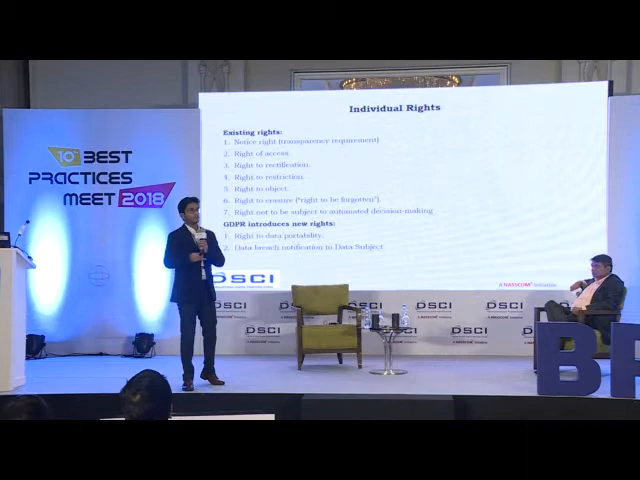 Individual Rights
Existing rights:
1. Notice right (transparency requirement)
2. Right of access.
3. Right to rectification.
4. Right to restriction.
5. Right to object.
6. Right to ensure ("right to be forgotten").
7. Right not to be subject to automated decision-making
GDPR introduces new rights:
1. Right to data portability.
2. Data breach notification to Data Subject
DSCI
A NASSCOM® Initiative
10th BEST
PRACTICES
MEET 2018
DSCI
DSCI
DSCI
DSCI
DSCI
DSCI
DSCI
DSCI
B